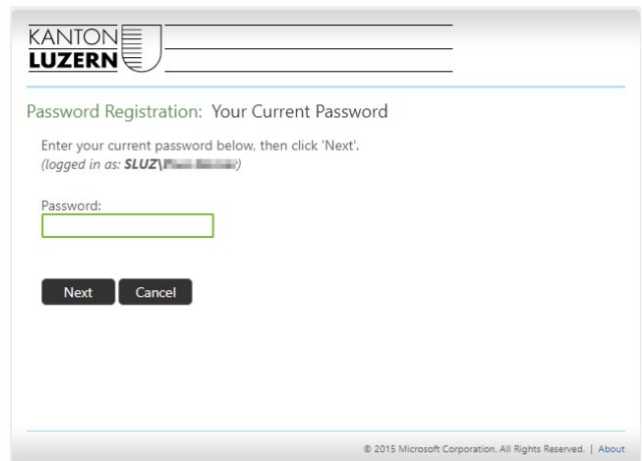 KANTON
LUZERN
Password Registration: Your Current Password
Enter your current password below, then click 'Next'.
(logged in as: SLUZ\
Password:
Next Cancel
© 2015 Microsoft Corporation. All Rights Reserved. | About